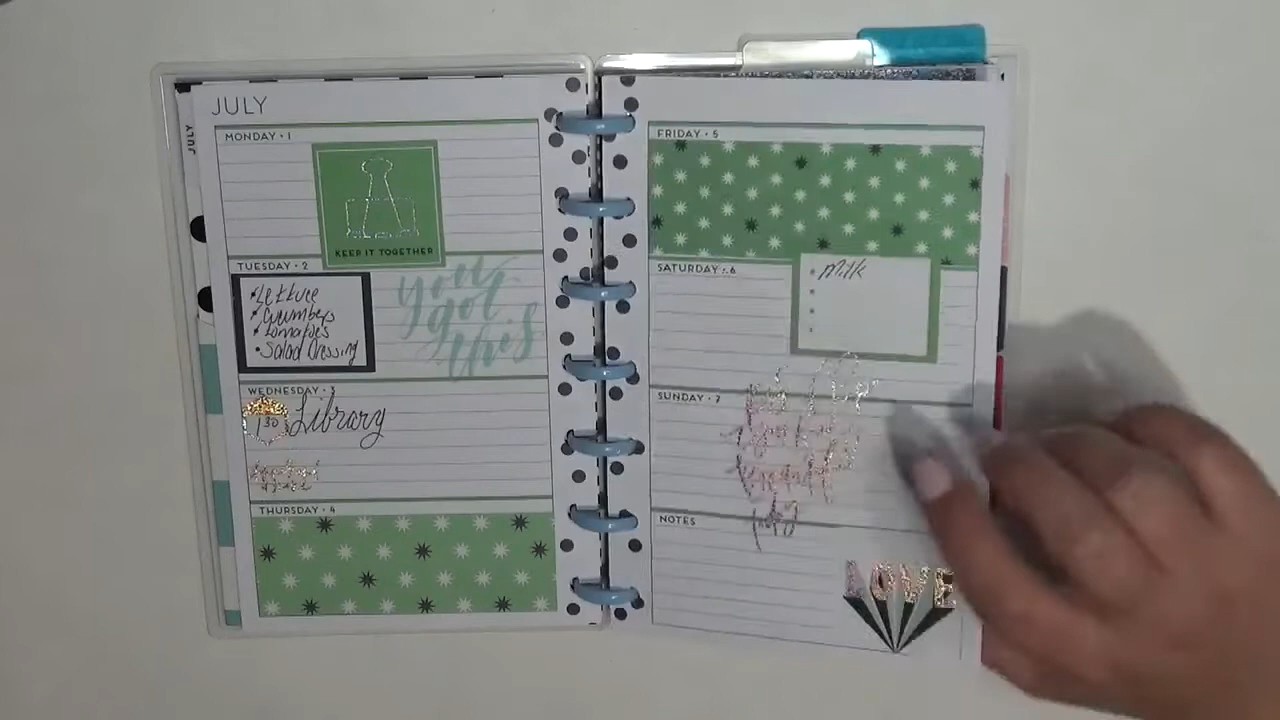 JULY
JULY
MONDAY • 1
KEEP IT TOGETHER
TUESDAY • 2
• Lettuce
• Cucumbers
• Tomatoes
• Salad Dressing
you
got
this
WEDNESDAY • 3
1:30 Library
THURSDAY • 4
FRIDAY • 5
SATURDAY • 6
• Milk
SUNDAY • 7
NOTES
LOVE